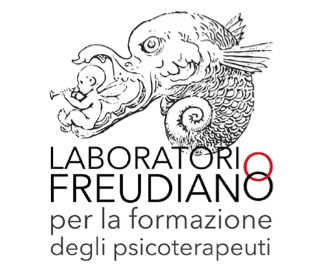 LABORATORIO
FREUDIANO
per la formazione
degli psicoterapeuti